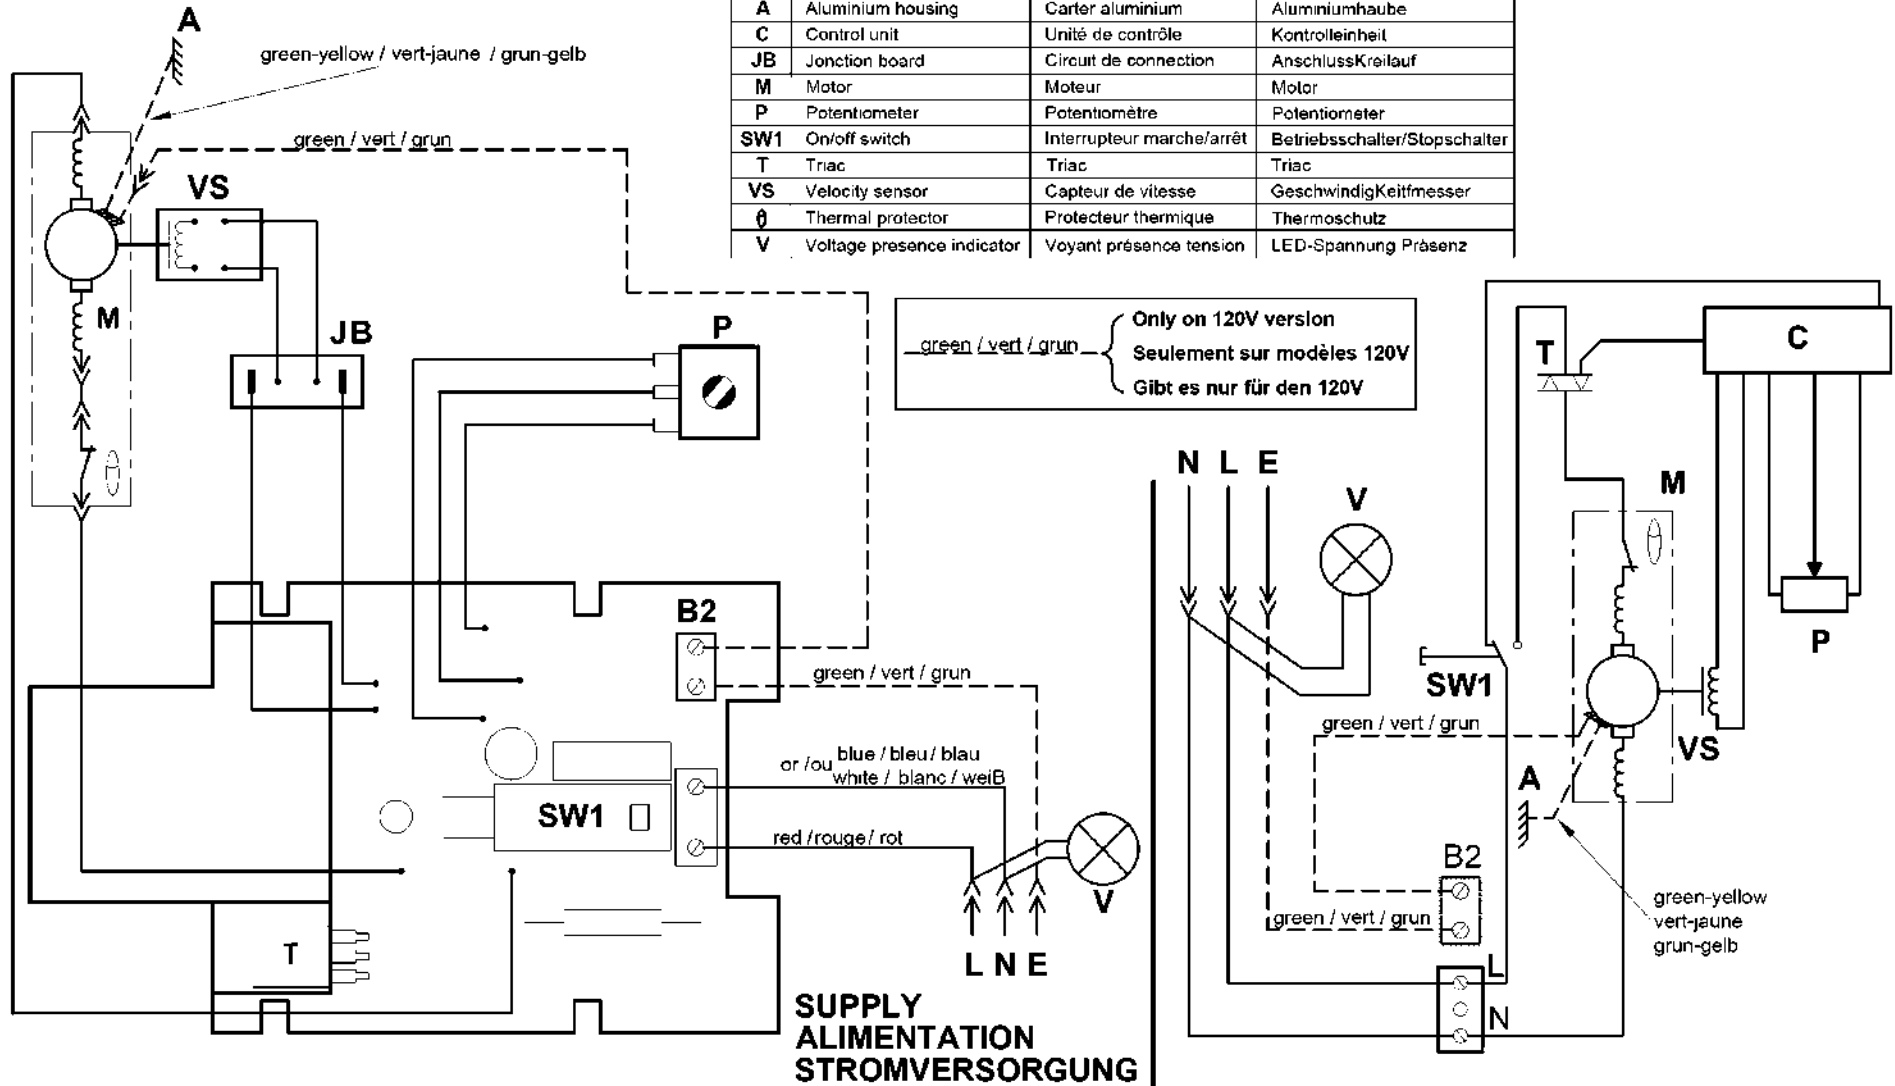 A Aluminium housing Carter aluminium Aluminiumhaube
C Control unit Unité de contrôle Kontrolleinheit
JB Jonction board Circuit de connection AnschlussKreilauf
M Motor Moteur Motor
P Potentiometer Potentiomètre Potentiometer
SW1 On/off switch Interrupteur marche/arrêt Betriebsschalter/Stopschalter
T Triac Triac Triac
VS Velocity sensor Capteur de vitesse GeschwindigKeitfmesser
θ Thermal protector Protecteur thermique Thermoschutz
V Voltage presence indicator Voyant présence tension LED-Spannung Präsenz
A
green-yellow / vert-jaune / grun-gelb
green / vert / grun
VS
M
JB
P
green / vert / grun
Only on 120V version
Seulement sur modèles 120V
Gibt es nur für den 120V
B2
green / vert / grun
or /ou blue / bleu / blau
white / blanc / weiB
SW1
red /rouge/ rot
V
T
L N E
SUPPLY
ALIMENTATION
STROMVERSORGUNG
C
T
N L E
V
M
P
SW1
VS
green / vert / grun
A
B2
green / vert / grun
green-yellow
vert-jaune
grun-gelb
L
N